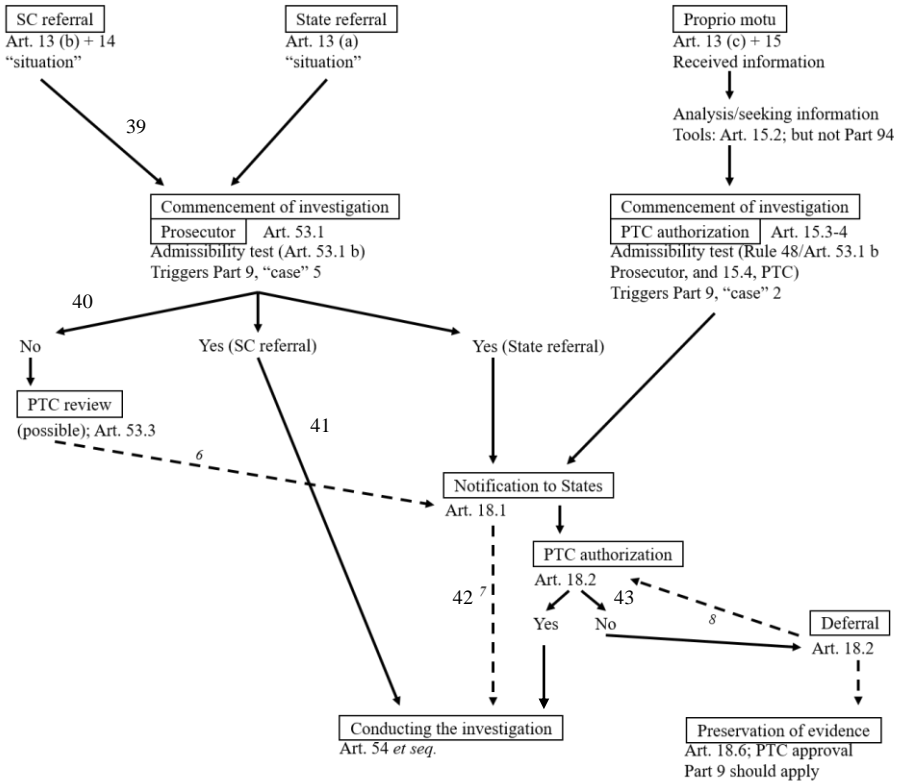 SC referral
Art. 13 (b) + 14
“situation”
State referral
Art. 13 (a)
“situation”
Proprio motu
Art. 13 (c) + 15
Received information
Analysis/seeking information
Tools: Art. 15.2; but not Part 94
39
Commencement of investigation
Prosecutor Art. 53.1
Admissibility test (Art. 53.1 b)
Triggers Part 9, “case” 5
Commencement of investigation
PTC authorization Art. 15.3-4
Admissibility test (Rule 48/Art. 53.1 b
Prosecutor, and 15.4, PTC)
Triggers Part 9, “case” 2
40
No
Yes (SC referral)
Yes (State referral)
PTC review
(possible); Art. 53.3
41
6
Notification to States
Art. 18.1
PTC authorization
Art. 18.2
42 7
43
Yes
No
8
Deferral
Art. 18.2
Conducting the investigation
Art. 54 et seq.
Preservation of evidence
Art. 18.6; PTC approval
Part 9 should apply